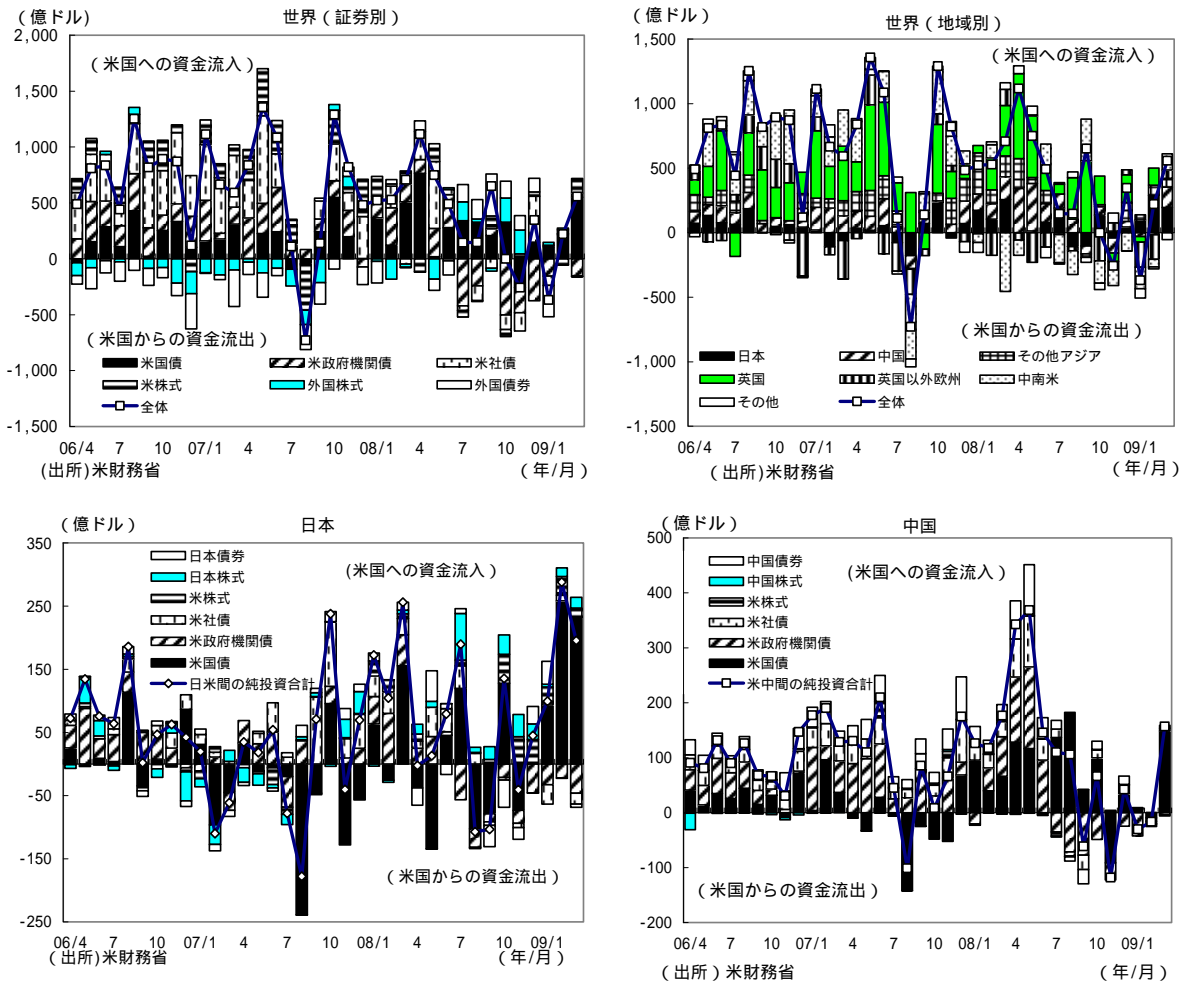 （億ドル)
世界（証券別）
2,000
1,500
1,000
500
0
-500
-1,000
-1,500
（米国への資金流入）
（米国からの資金流出）
米国債
米政府機関債
米社債
米株式
外国株式
外国債券
全体
06/4 7 10 07/1 4 7 10 08/1 4 7 10 09/1
(出所)米財務省
（年/月）
（億ドル）
世界（地域別）
1,500
1,000
500
0
-500
-1,000
-1,500
（米国への資金流入）
（米国からの資金流出）
日本
中国
その他アジア
英国
英国以外欧州
中南米
その他
全体
06/4 7 10 07/1 4 7 10 08/1 4 7 10 09/1
(出所)米財務省
（年/月）
（億ドル）
日本
350
250
150
50
-50
-150
-250
日本債券
日本株式
米株式
米社債
米政府機関債
米国債
日米間の純投資合計
(米国への資金流入）
（米国からの資金流出）
06/4 7 10 07/1 4 7 10 08/1 4 7 10 09/1
(出所)米財務省
（年/月）
（億ドル）
中国
500
400
300
200
100
0
-100
-200
中国債券
中国株式
米株式
米社債
米政府機関債
米国債
米中間の純投資合計
(米国への資金流入）
（米国からの資金流出）
06/4 7 10 07/1 4 7 10 08/1 4 7 10 09/1
（出所）米財務省
（年/月）